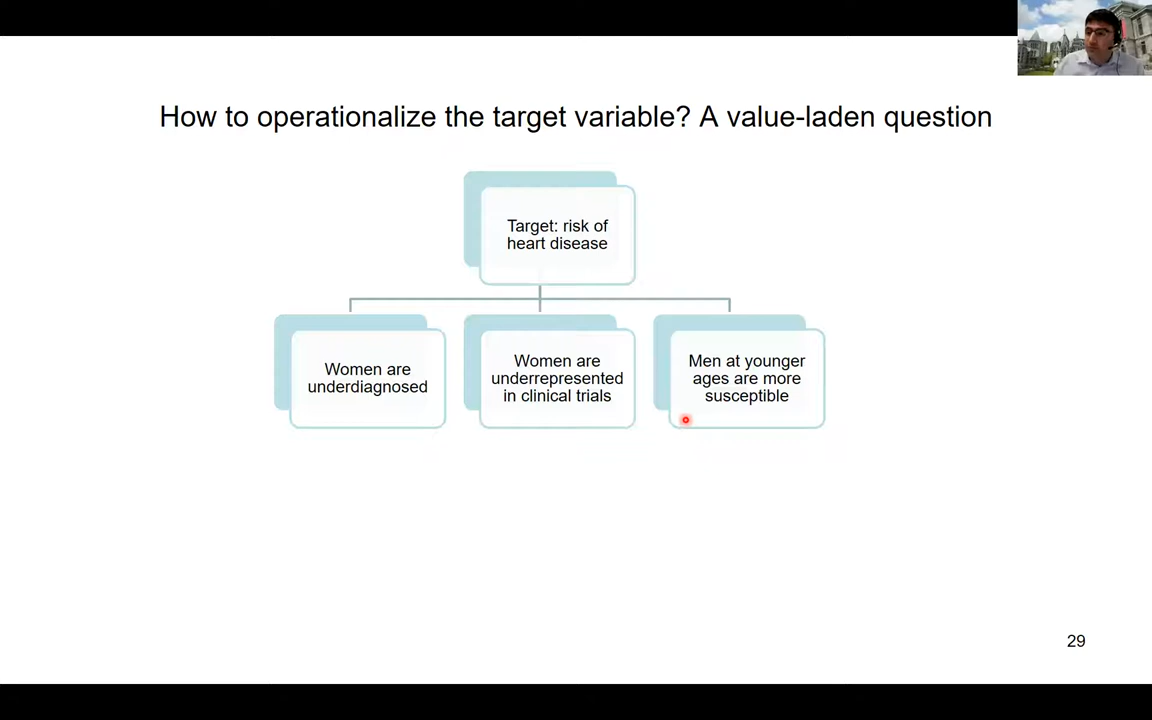 How to operationalize the target variable? A value-laden question
Target: risk of
heart disease
Women are
underdiagnosed
Women are
underrepresented
in clinical trials
Men at younger
ages are more
susceptible
29